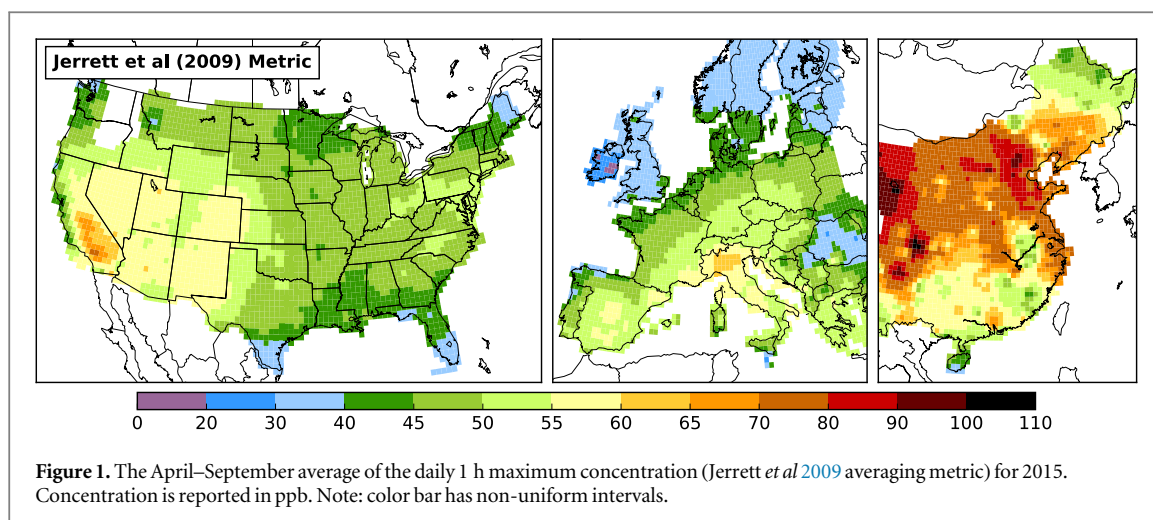 Jerrett et al (2009) Metric
0 20 30 40 45 50 55 60 65 70 80 90 100 110
Figure 1. The April–September average of the daily 1 h maximum concentration (Jerrett et al 2009 averaging metric) for 2015.
Concentration is reported in ppb. Note: color bar has non-uniform intervals.